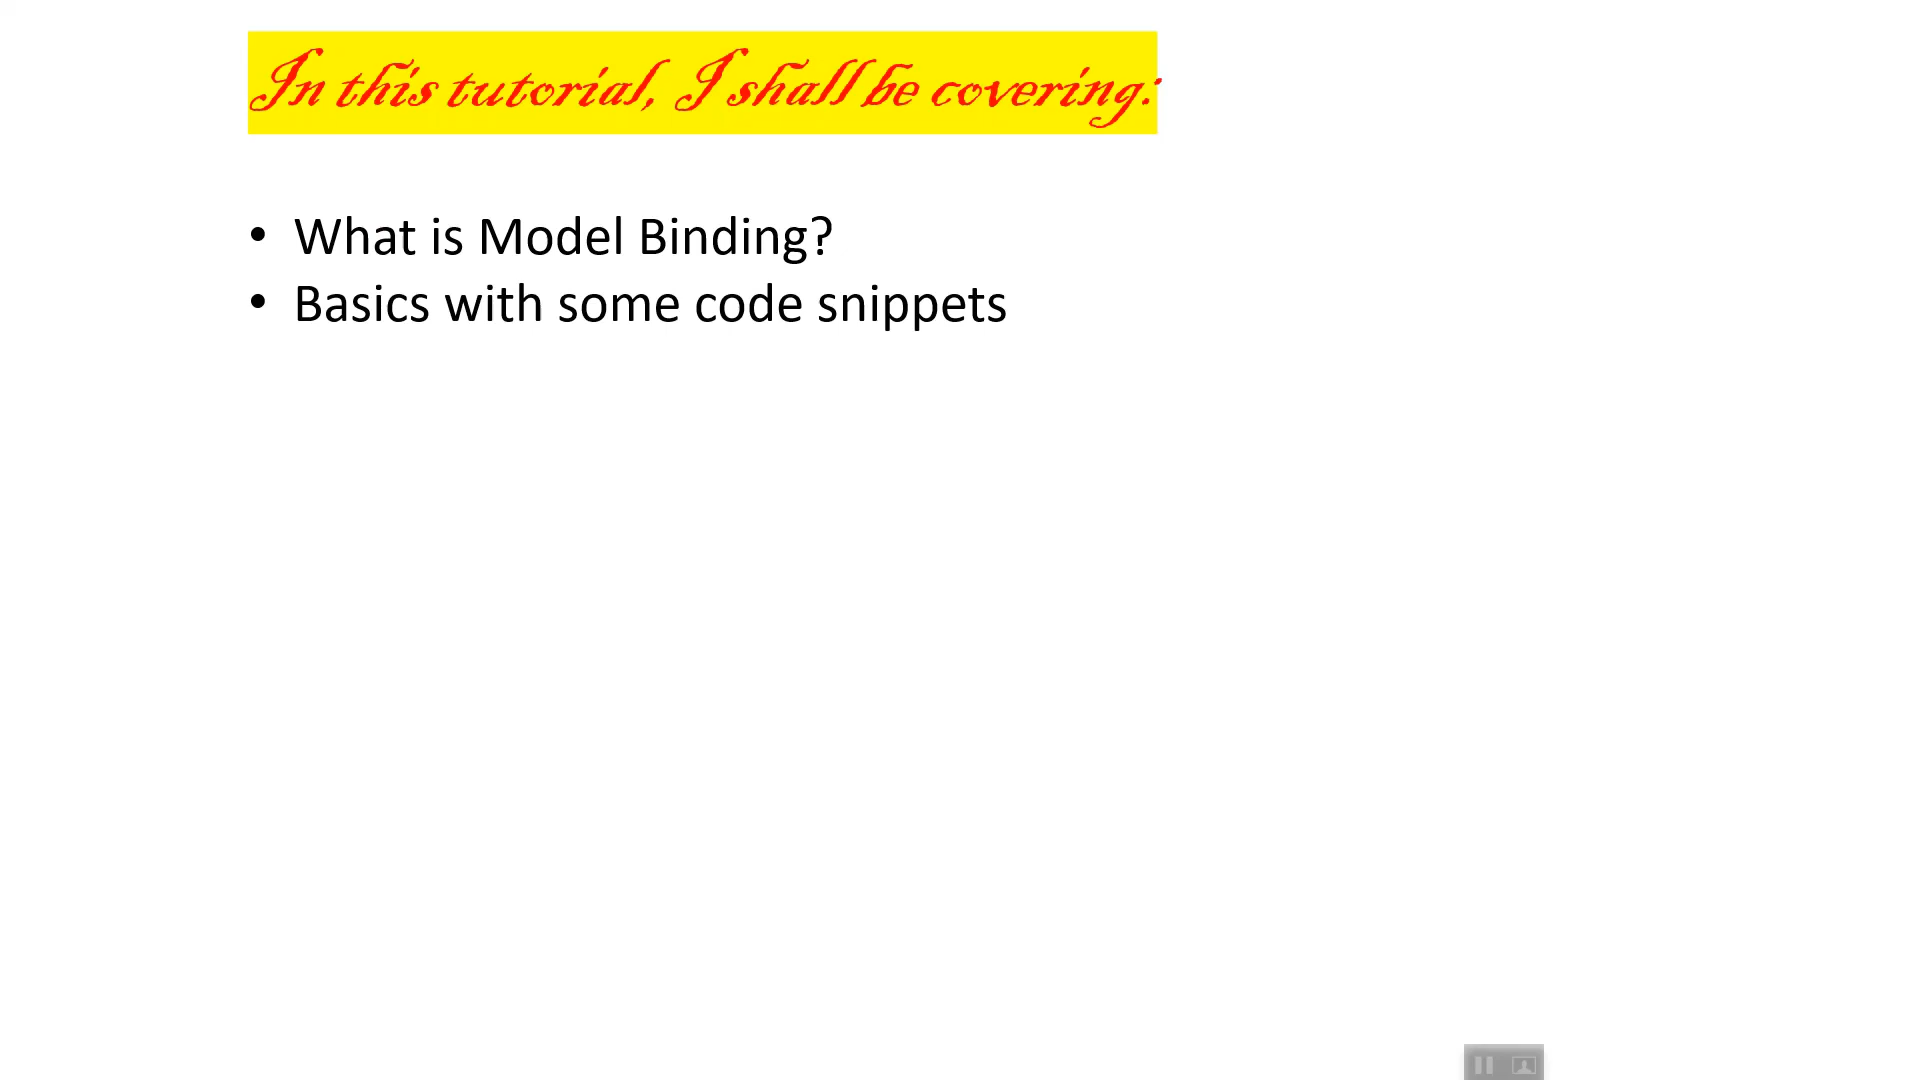 In this tutorial, I shall be covering:
• What is Model Binding?
• Basics with some code snippets